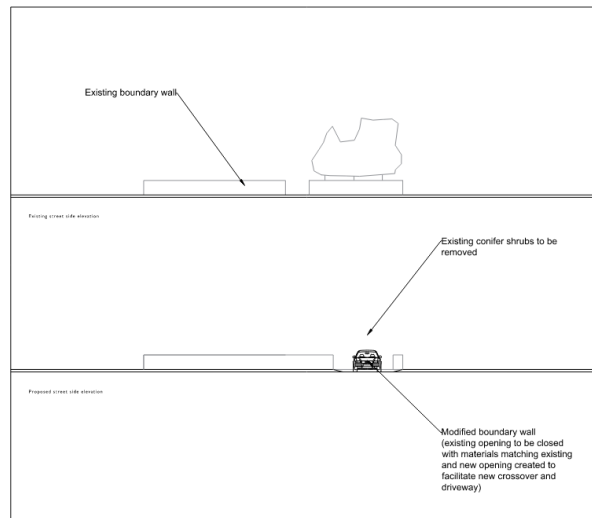 Existing boundary wall
Existing street side elevation
Existing conifer shrubs to be
removed
Proposed street side elevation
Modified boundary wall
(existing opening to be closed
with materials matching existing
and new opening created to
facilitate new crossover and
driveway)